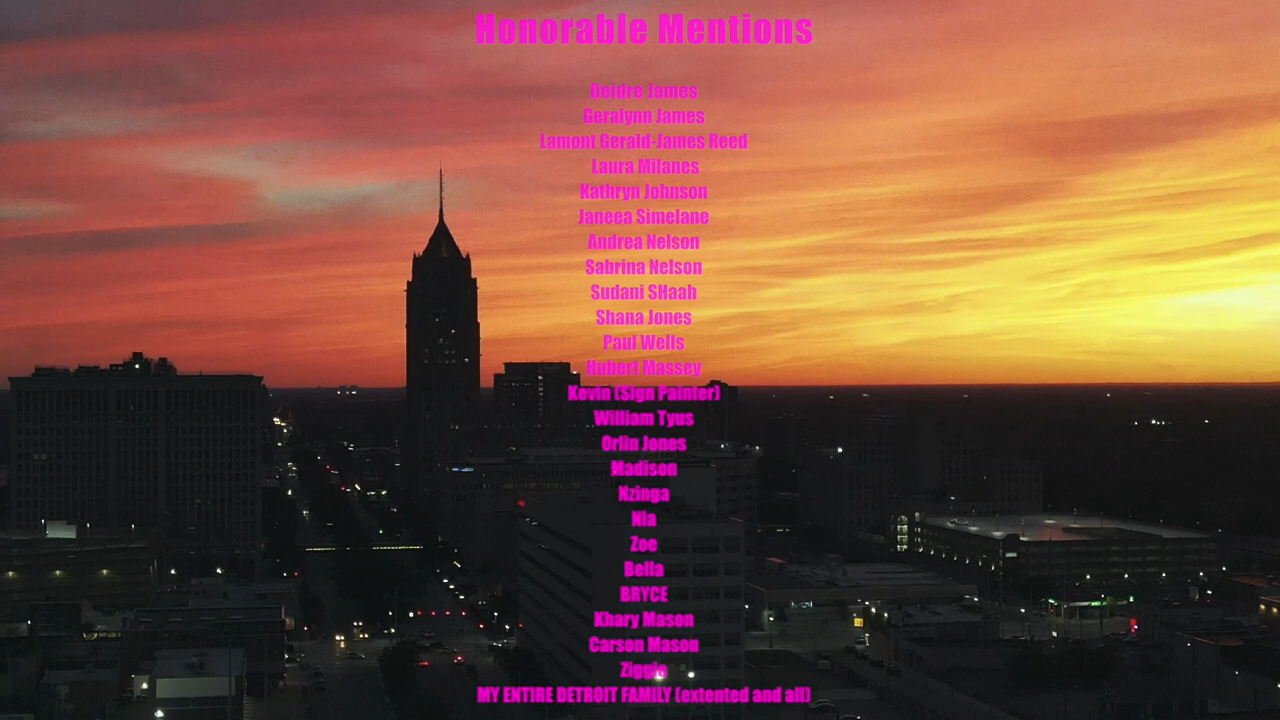 Honorable Mentions
Deidre James
Geralynn James
Lamont Gerald-James Reed
Laura Milanes
Kathryn Johnson
Janeea Simelane
Andrea Nelson
Sabrina Nelson
Sudani SHaah
Shana Jones
Paul Wells
Hubert Massey
Kevin (Sign Painter)
William Tyus
Orlin Jones
Madison
Nzinga
Nia
Zoe
Bella
BRYCE
Khary Mason
Carson Mason
Ziggie
MY ENTIRE DETROIT FAMILY (extented and all)